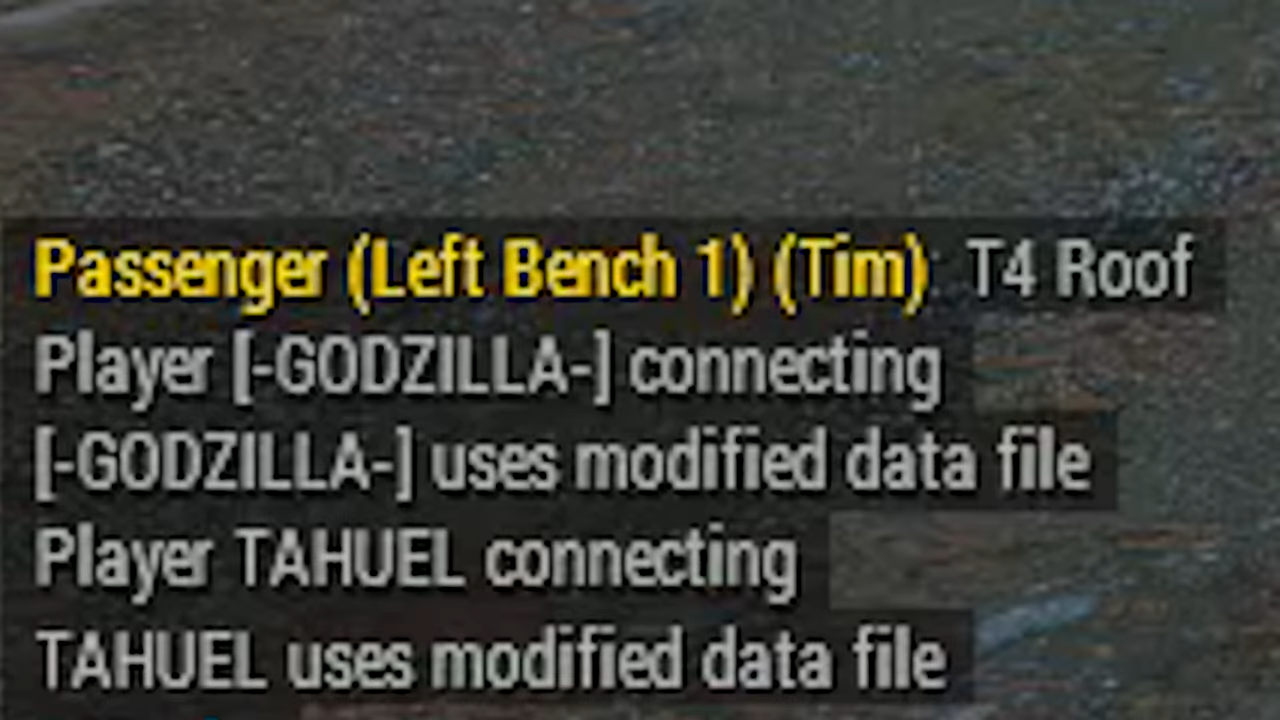 Passenger (Left Bench 1) (Tim) T4 Roof
Player [-GODZILLA-] connecting
[-GODZILLA-] uses modified data file
Player TAHUEL connecting
TAHUEL uses modified data file